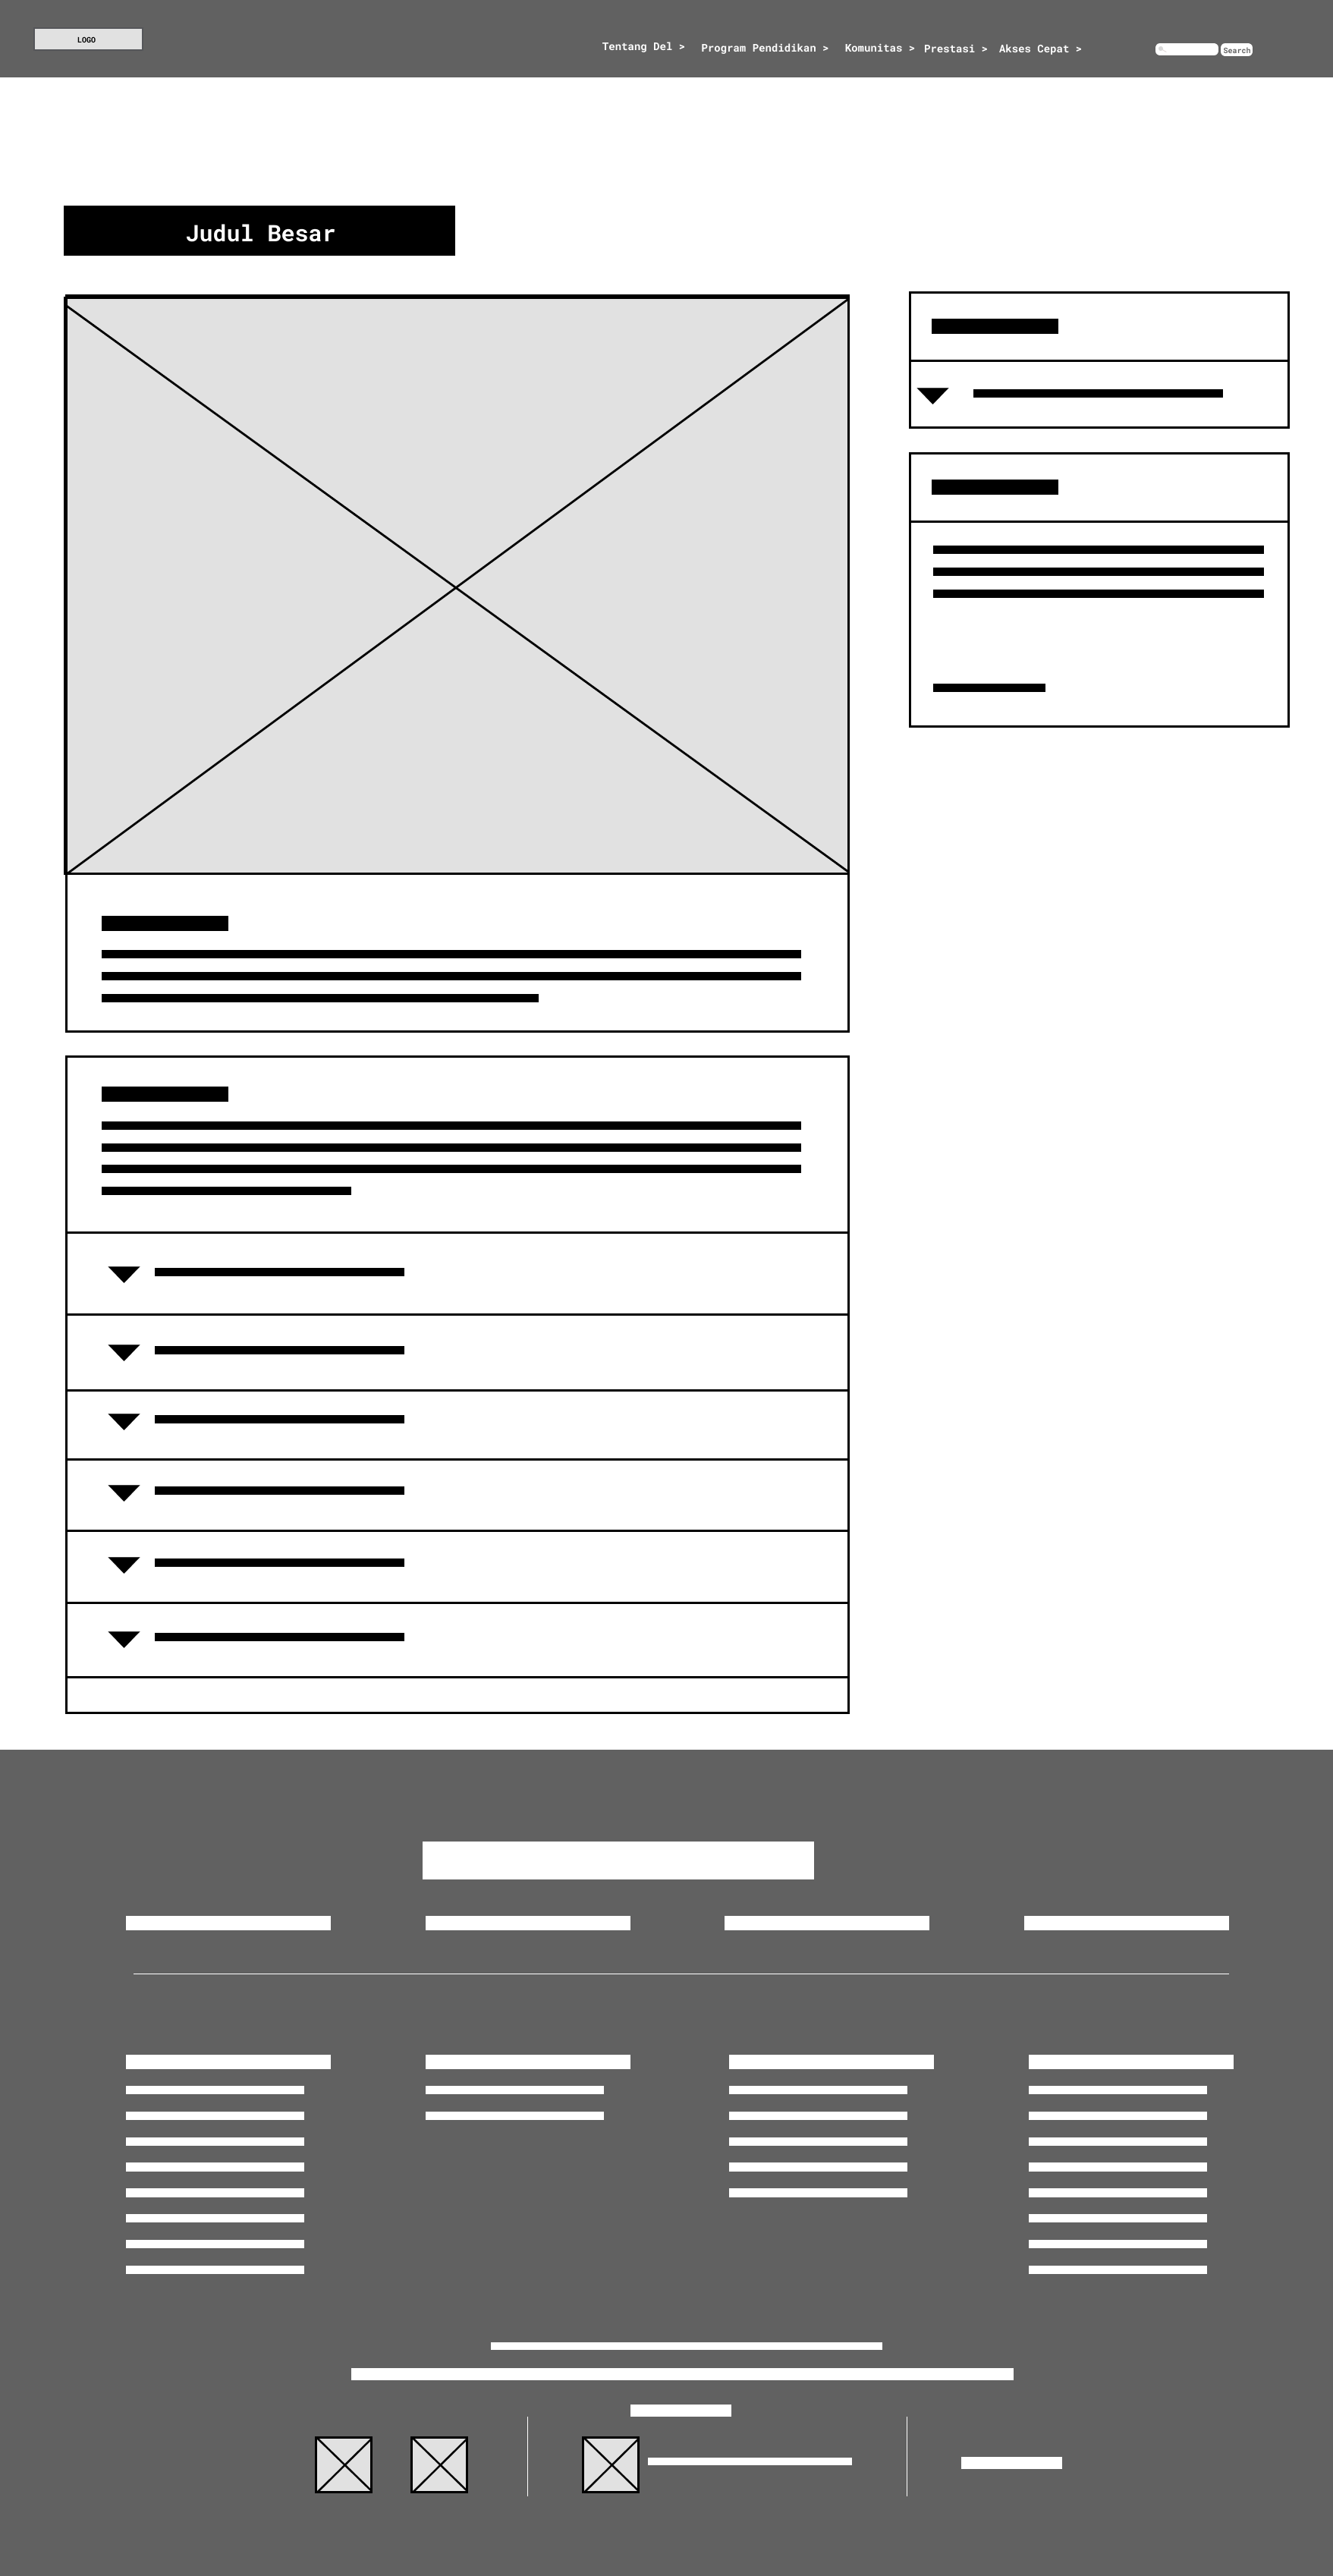 LOGO
Tentang Del > Program Pendidikan > Komunitas > Prestasi > Akses Cepat > Search
Judul Besar